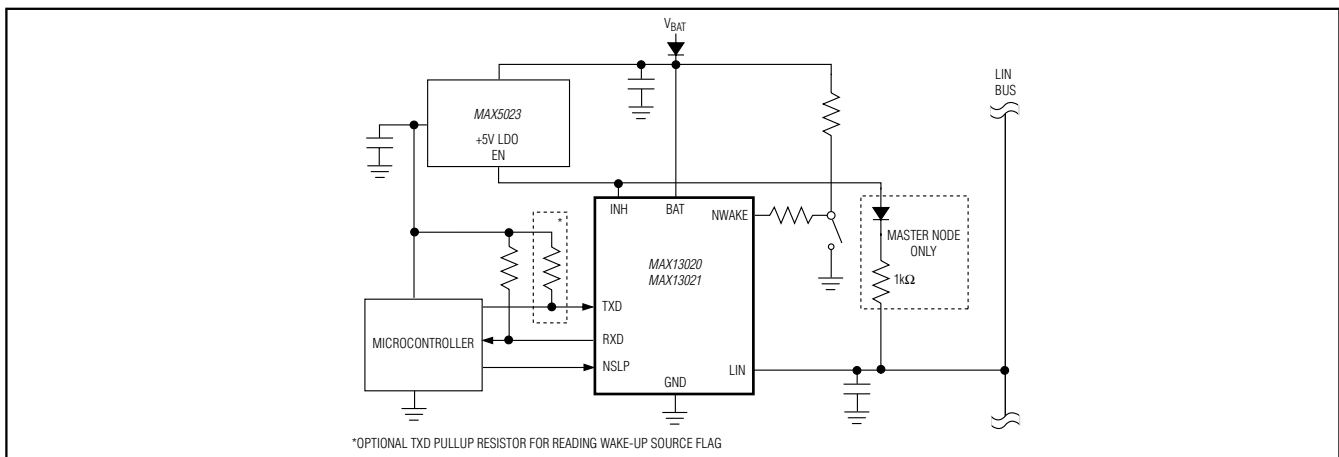 VBAT
LIN
BUS
MAX5023
+5V LDO
EN
INH
BAT
NWAKE
*
MASTER NODE
ONLY
MAX13020
MAX13021
1kΩ
TXD
MICROCONTROLLER
RXD
NSLP
LIN
GND
*OPTIONAL TXD PULLUP RESISTOR FOR READING WAKE-UP SOURCE FLAG